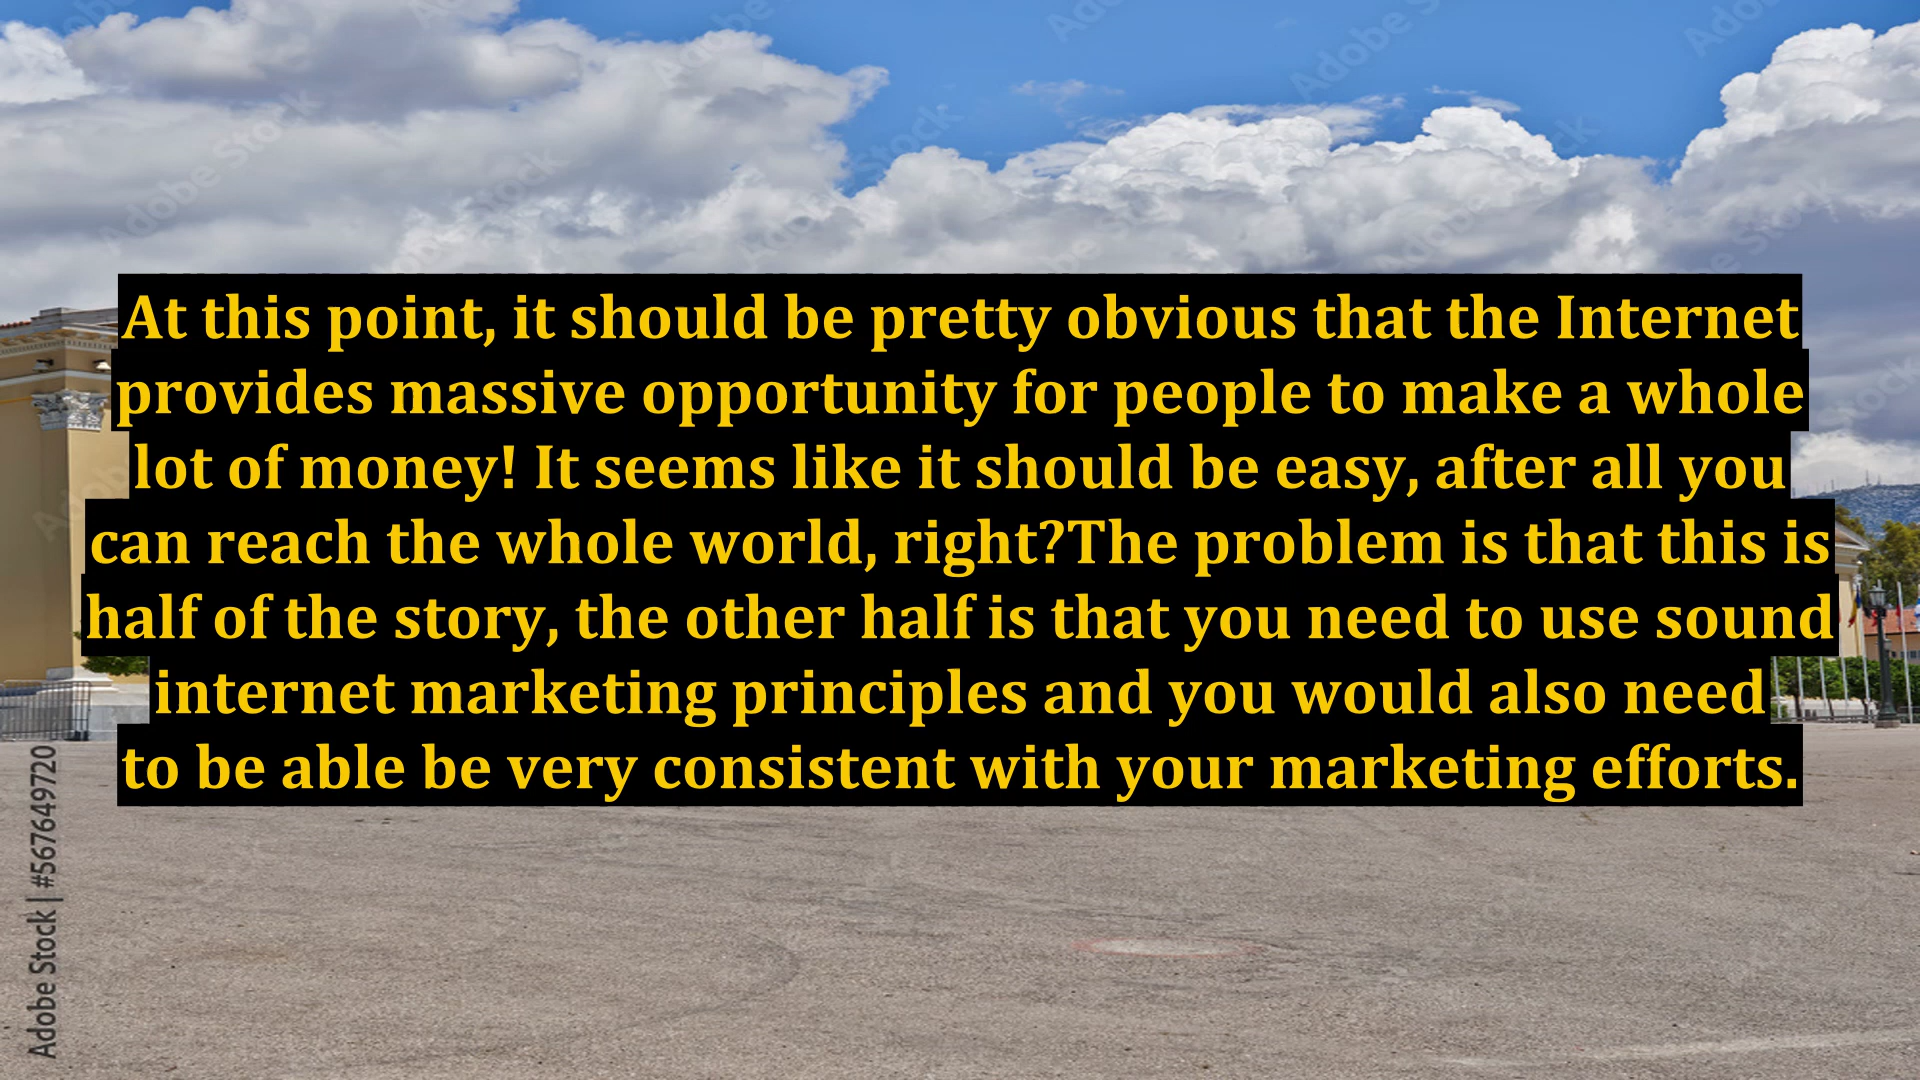 At this point, it should be pretty obvious that the Internet
provides massive opportunity for people to make a whole
lot of money! It seems like it should be easy, after all you
can reach the whole world, right?The problem is that this is
half of the story, the other half is that you need to use sound
internet marketing principles and you would also need
to be able be very consistent with your marketing efforts.
Adobe Stock | #567649720